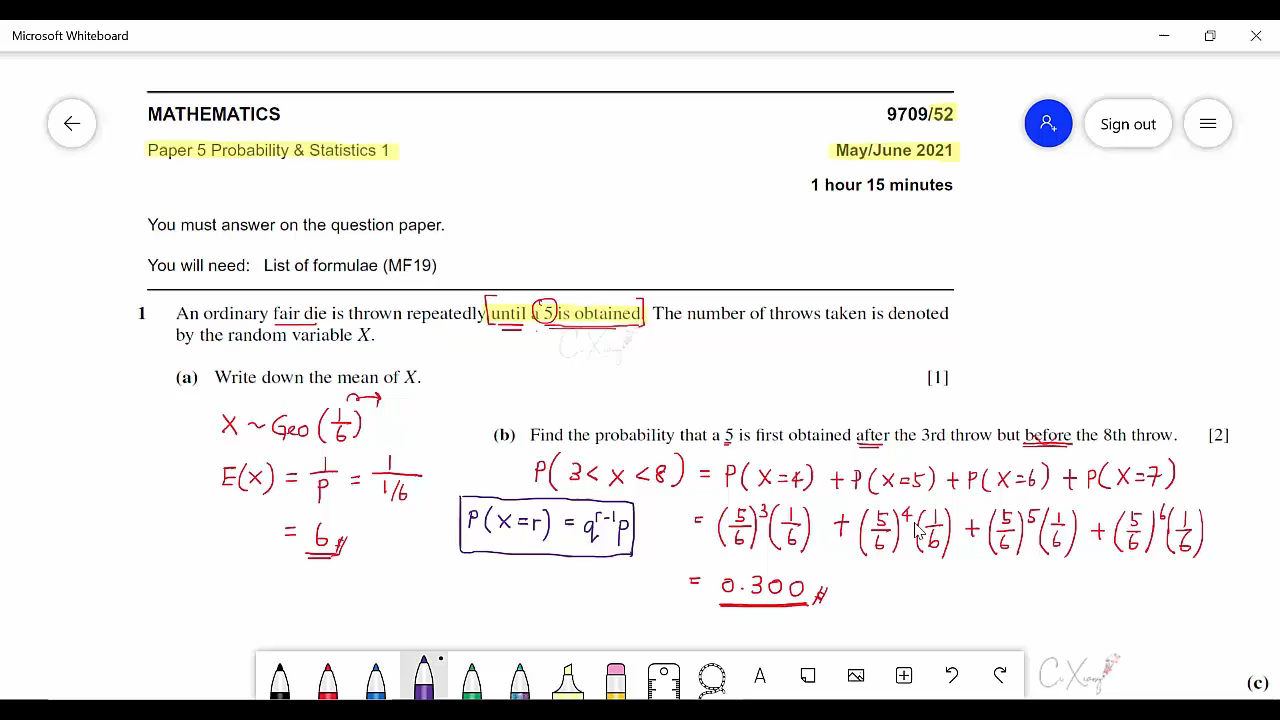 Microsoft Whiteboard
MATHEMATICS 9709/52
Paper 5 Probability & Statistics 1 May/June 2021
1 hour 15 minutes
Sign out
You must answer on the question paper.
You will need: List of formulae (MF19)
1 An ordinary fair die is thrown repeatedly until a 5 is obtained. The number of throws taken is denoted
by the random variable X.
C.Xiang
(a) Write down the mean of X. [1]
X ~ Geo (1/6)
E(X) = 1/p = 1/(1/6)
= 6
(b) Find the probability that a 5 is first obtained after the 3rd throw but before the 8th throw. [2]
P(3 < X < 8) = P(X=4) + P(X=5) + P(X=6) + P(X=7)
P(X=r) = q^(r-1) p
= (5/6)^3 (1/6) + (5/6)^4 (1/6) + (5/6)^5 (1/6) + (5/6)^6 (1/6)
= 0.300
A
C.Xiang
(c)